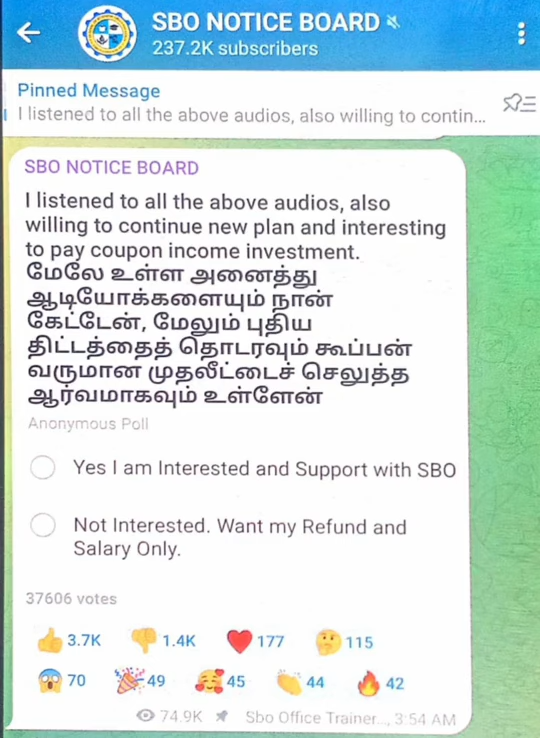 SBO NOTICE BOARD
237.2K subscribers
Pinned Message
I listened to all the above audios, also willing to contin...
SBO NOTICE BOARD
I listened to all the above audios, also
willing to continue new plan and interesting
to pay coupon income investment.
மேலே உள்ள அனைத்து
ஆடியோக்களையும் நான்
கேட்டேன், மேலும் புதிய
திட்டத்தைத் தொடரவும் கூப்பன்
வருமான முதலீட்டைச் செலுத்த
ஆர்வமாகவும் உள்ளேன்
Anonymous Poll
Yes I am Interested and Support with SBO
Not Interested. Want my Refund and
Salary Only.
37606 votes
3.7K 1.4K 177 115
70 49 45 44 42
74.9K Sbo Office Trainer..., 3:54 AM